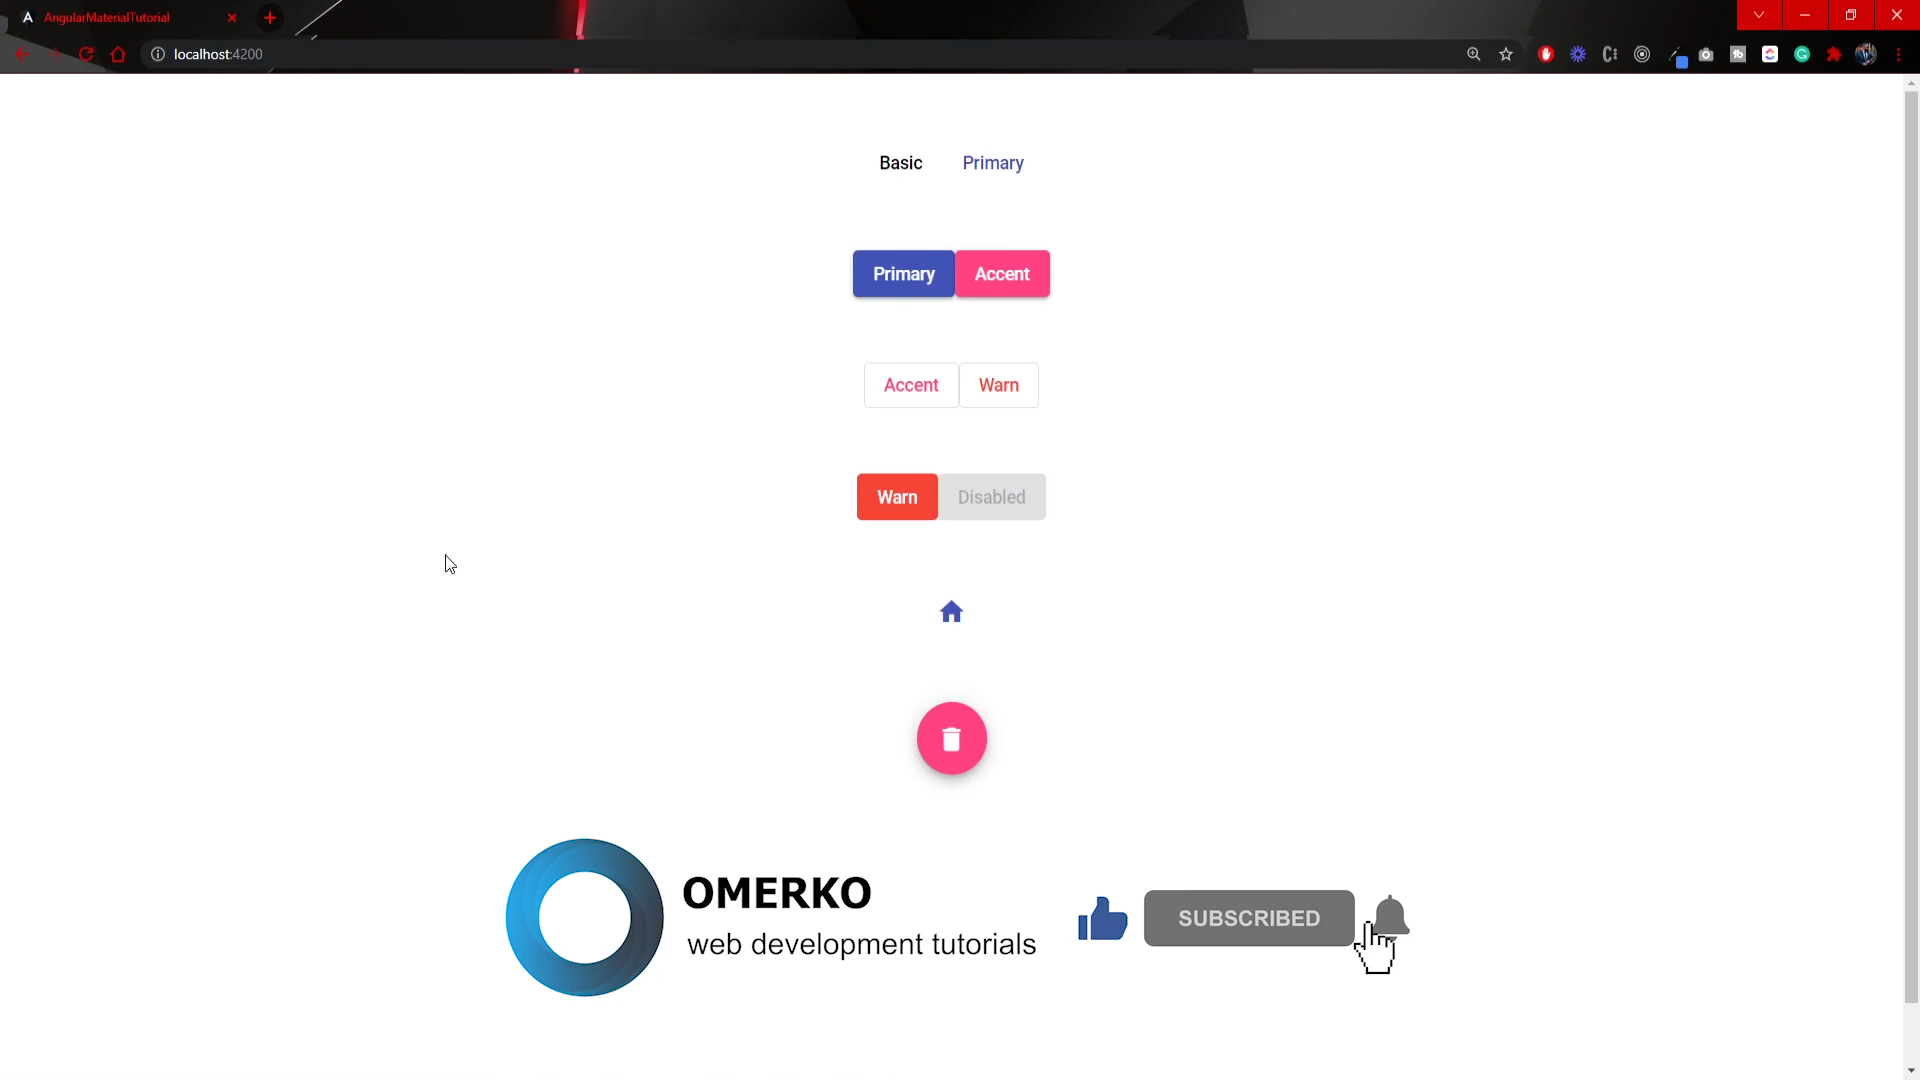 AngularMaterialTutorial
localhost:4200
Basic Primary
Primary Accent
Accent Warn
Warn Disabled
OMERKO
web development tutorials
SUBSCRIBED